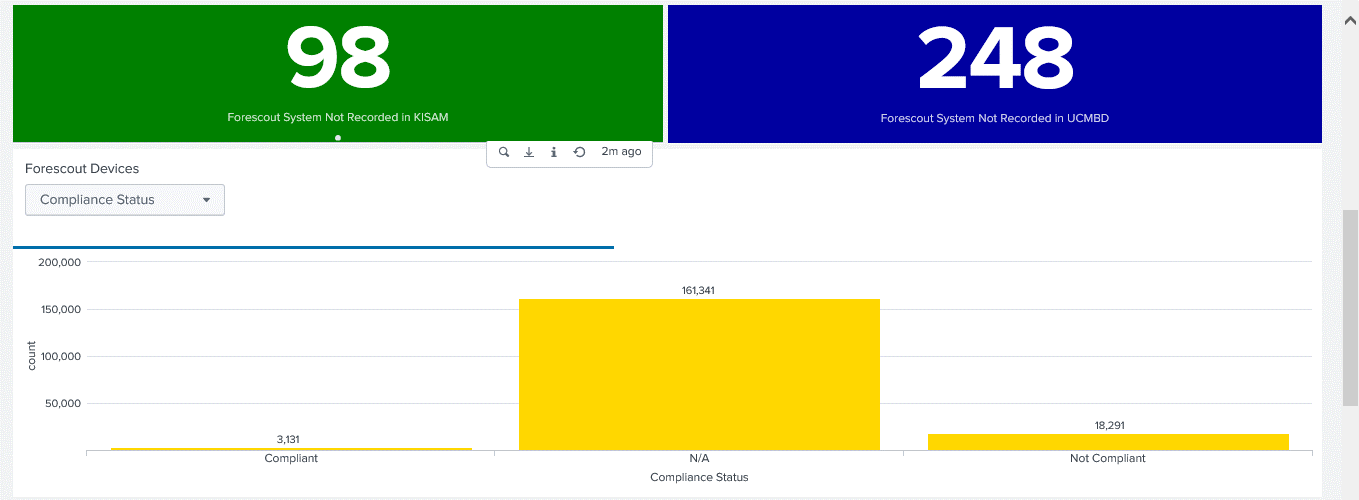 98
Forescout System Not Recorded in KISAM
248
Forescout System Not Recorded in UCMBD
2m ago
Forescout Devices
Compliance Status
200,000
150,000
100,000
50,000
count
3,131
161,341
18,291
Compliant
N/A
Not Compliant
Compliance Status